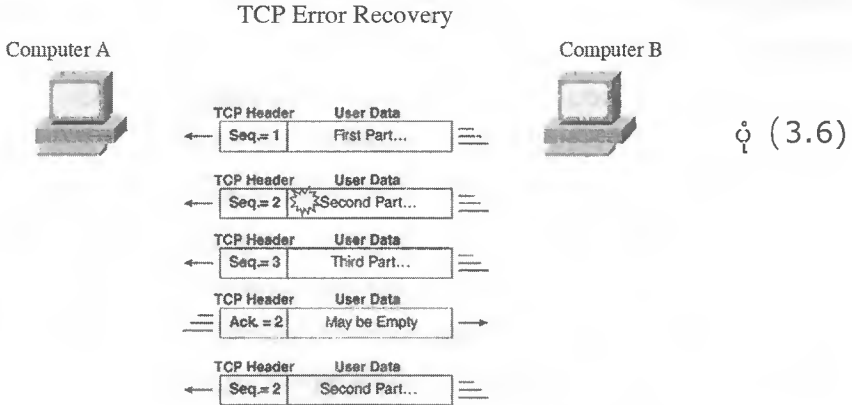 TCP Error Recovery
Computer A
Computer B
TCP Header User Data
Seq.= 1 First Part...
ပုံ (3.6)
TCP Header User Data
Seq.= 2 Second Part...
TCP Header User Data
Seq.= 3 Third Part...
TCP Header User Data
Ack. = 2 May be Empty
TCP Header User Data
Seq.= 2 Second Part...